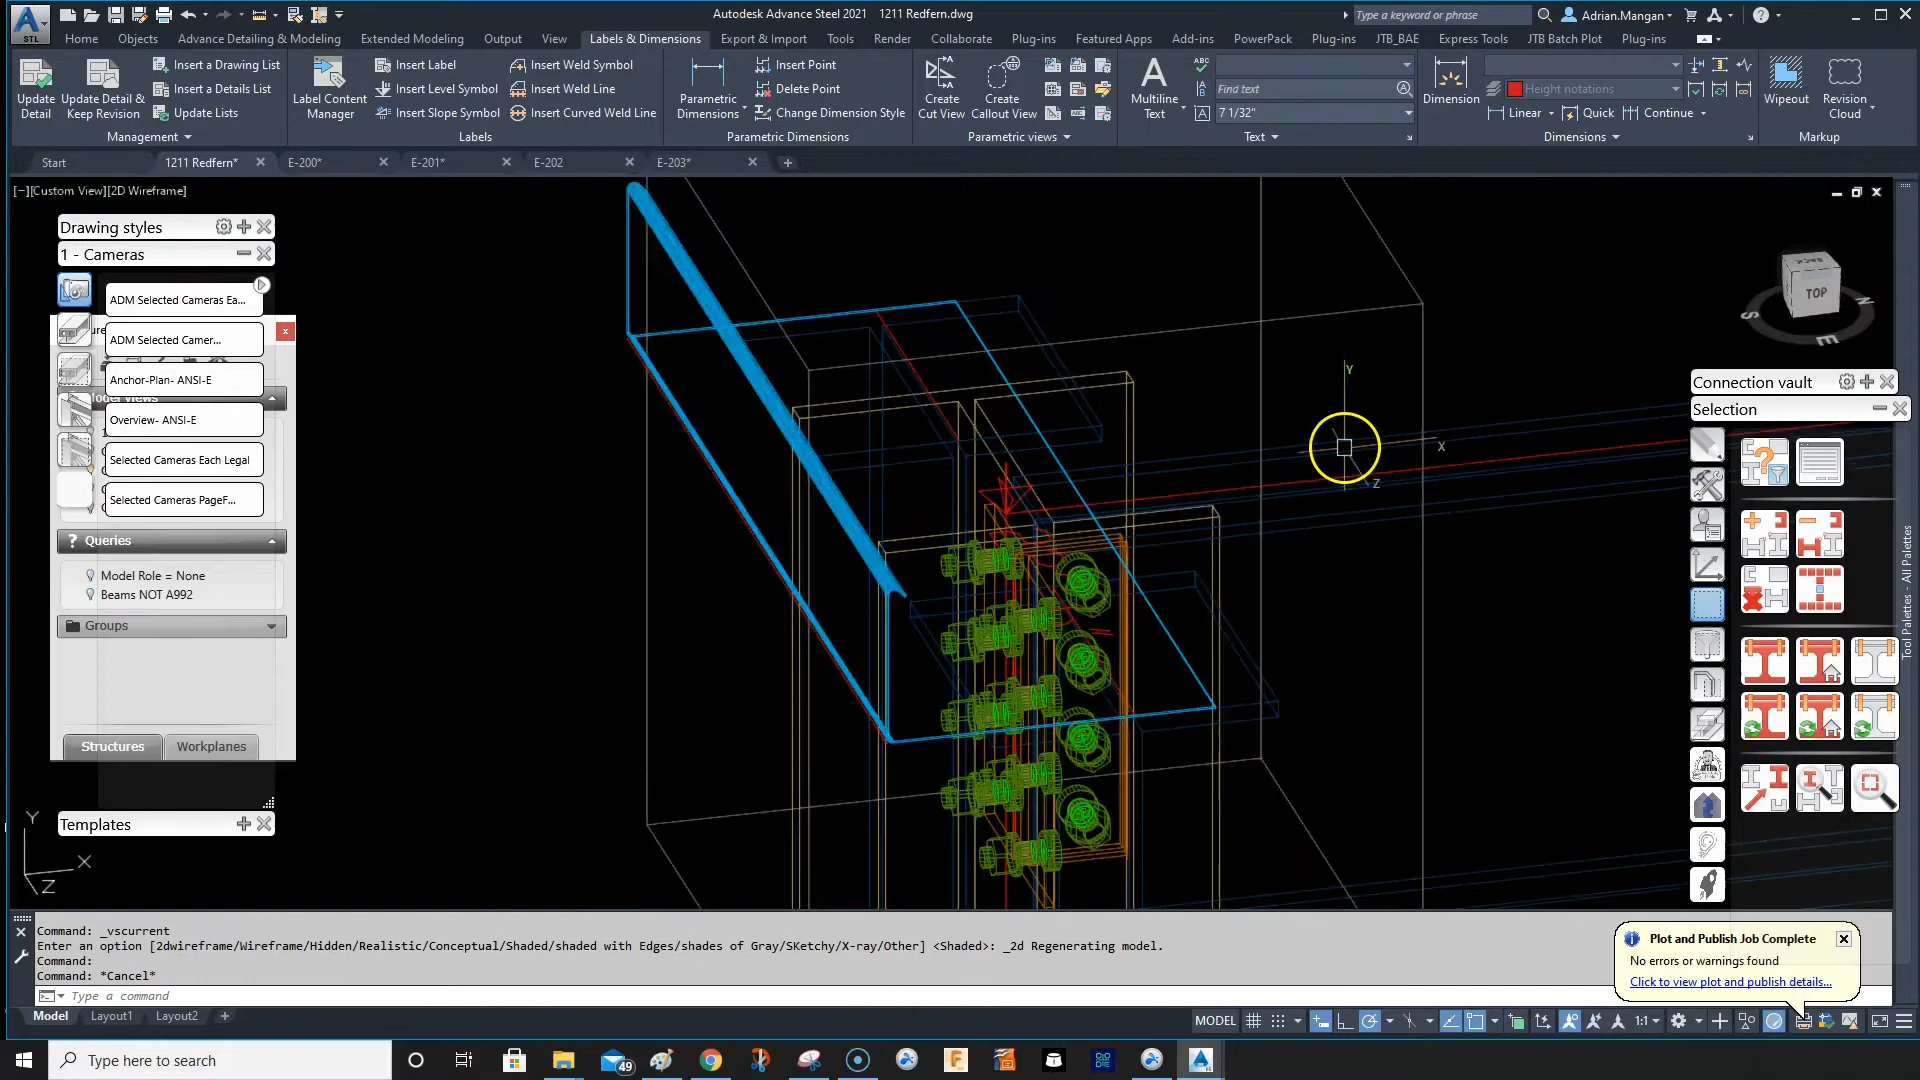 STL
Autodesk Advance Steel 2021 1211 Redfern.dwg
Type a keyword or phrase
Adrian.Mangan
Home Objects Advance Detailing & Modeling Extended Modeling Output View Labels & Dimensions Export & Import Tools Render Collaborate Plug-ins Featured Apps Add-ins PowerPack Plug-ins JTB_BAE Express Tools JTB Batch Plot Plug-ins
Update Detail
Update Detail & Keep Revision
Insert a Drawing List
Insert a Details List
Update Lists
Management
Label Content Manager
Insert Label
Insert Level Symbol
Insert Slope Symbol
Insert Weld Symbol
Insert Weld Line
Insert Curved Weld Line
Labels
Parametric Dimensions
Insert Point
Delete Point
Change Dimension Style
Parametric Dimensions
Create Cut View
Create Callout View
Parametric views
Multiline Text
ABC
Find text
7 1/32"
Text
Dimension
Height notations
Linear
Quick
Continue
Dimensions
Wipeout
Revision Cloud
Markup
Start 1211 Redfern* E-200* E-201* E-202 E-203*
[−][Custom View][2D Wireframe]
Drawing styles
1 - Cameras
ADM Selected Cameras Ea...
ADM Selected Camer...
Anchor-Plan- ANSI-E
Overview- ANSI-E
Selected Cameras Each Legal
Selected Cameras PageF...
Queries
Model Role = None
Beams NOT A992
Groups
Structures Workplanes
Templates
Y
X
Z
Y
X
Z
BACK
TOP
S
N
E
Connection vault
Selection
Tool Palettes - All Palettes
Command: _vscurrent
Enter an option [2dwireframe/Wireframe/Hidden/Realistic/Conceptual/Shaded/shaded with Edges/shades of Gray/SKetchy/X-ray/Other] <Shaded>: _2d Regenerating model.
Command:
Command: *Cancel*
Type a command
Plot and Publish Job Complete
No errors or warnings found
Click to view plot and publish details...
Model Layout1 Layout2
MODEL
1:1
Type here to search
49